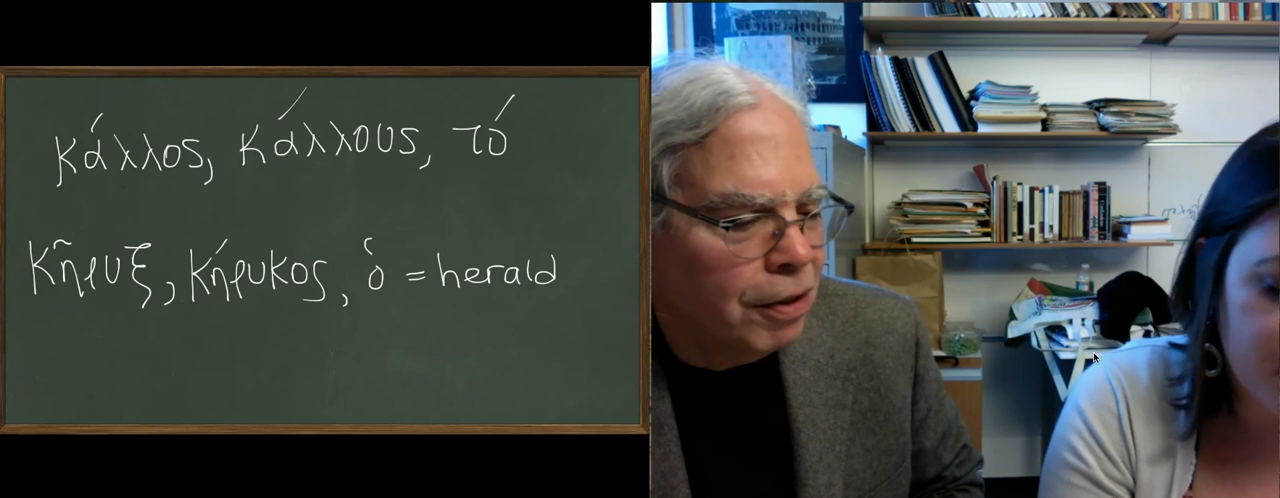 κάλλος, κάλλους, τό
κῆρυξ, κήρυκος, ὁ = herald